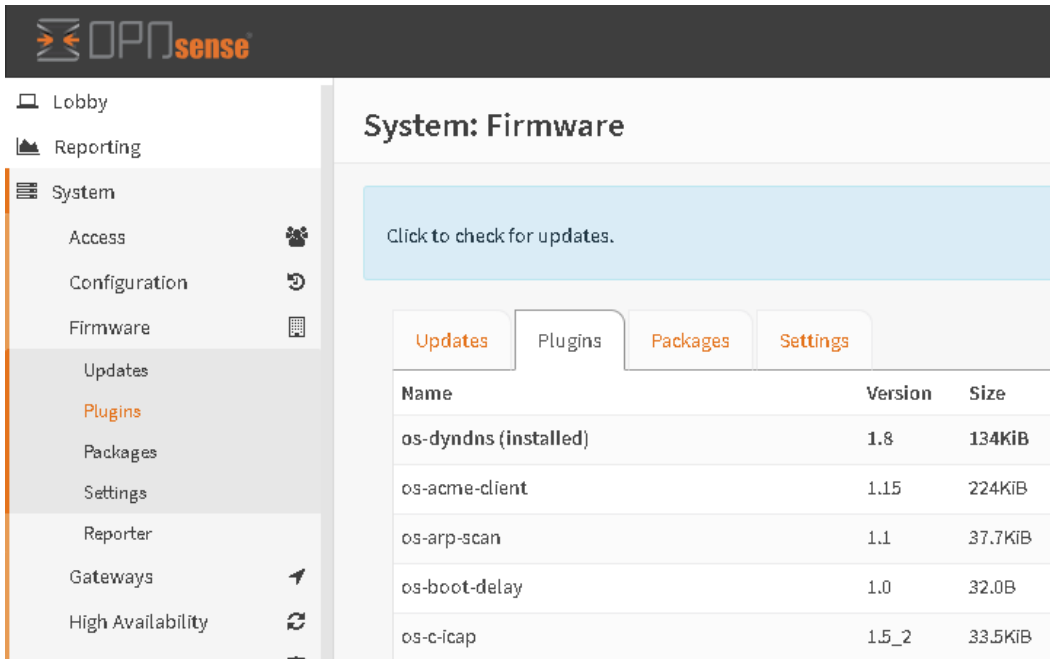 OPNsense
Lobby
Reporting
System
Access
Configuration
Firmware
Updates
Plugins
Packages
Settings
Reporter
Gateways
High Availability
System: Firmware
Click to check for updates.
Updates Plugins Packages Settings
Name Version Size
os-dyndns (installed) 1.8 134KiB
os-acme-client 1.15 224KiB
os-arp-scan 1.1 37.7KiB
os-boot-delay 1.0 32.0B
os-c-icap 1.5_2 33.5KiB